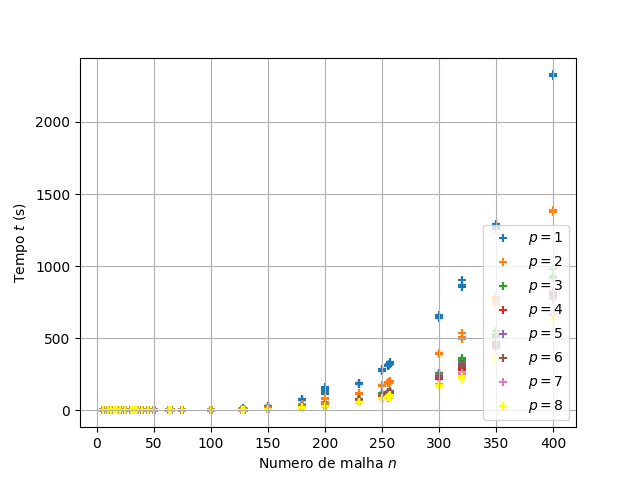 2000
1500
1000
500
0
Tempo t (s)
0 50 100 150 200 250 300 350 400
Numero de malha n
p = 1
p = 2
p = 3
p = 4
p = 5
p = 6
p = 7
p = 8